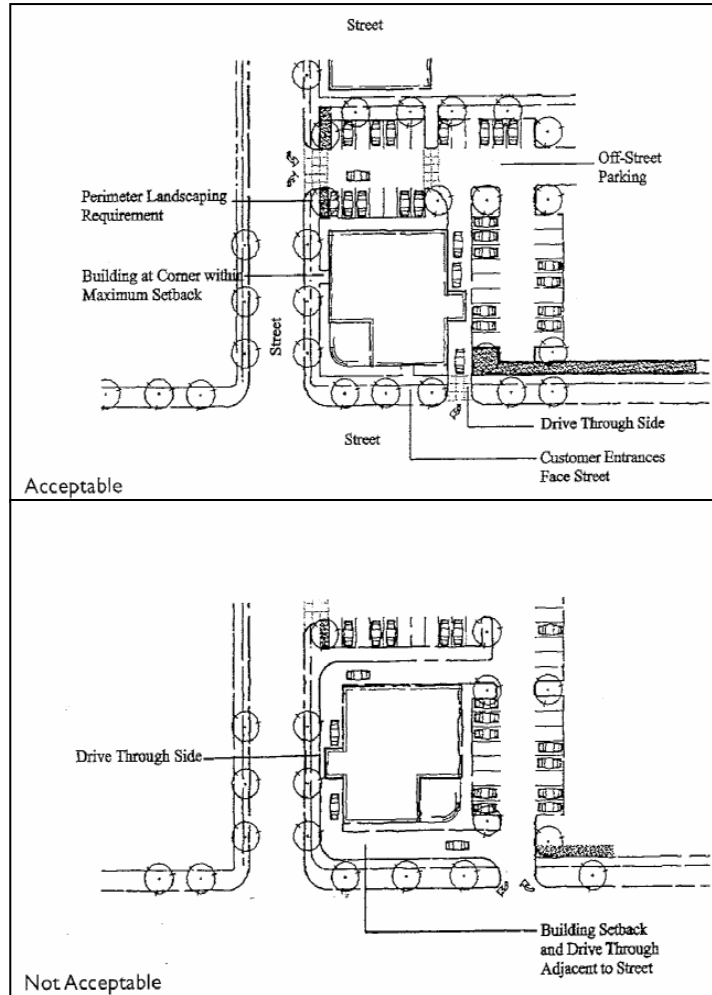 Street
Off-Street
Parking
Perimeter Landscaping
Requirement
Building at Corner within
Maximum Setback
Street
Street
Drive Through Side
Customer Entrances
Face Street
Acceptable
Drive Through Side
Building Setback
and Drive Through
Adjacent to Street
Not Acceptable